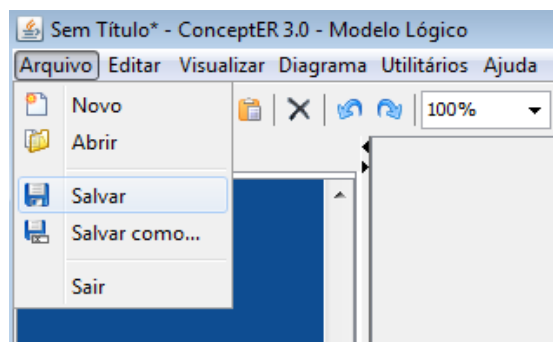 Sem Título* - ConceptER 3.0 - Modelo Lógico
Arquivo Editar Visualizar Diagrama Utilitários Ajuda
Novo
100%
Abrir
Salvar
Salvar como...
Sair